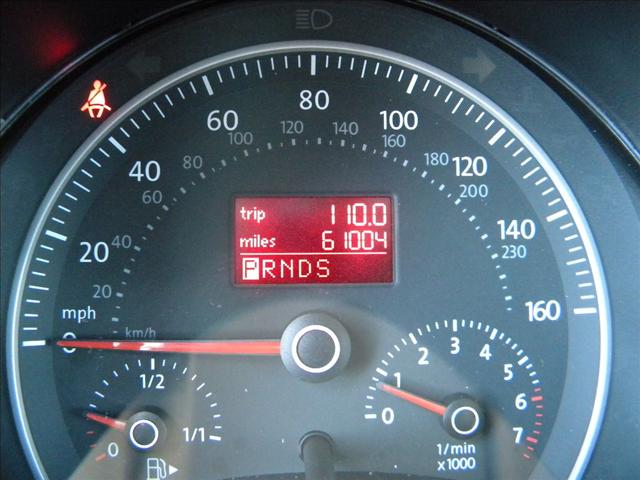 80
60 100
120 140
100 160
40 120
80 180
60 200
trip 110.0
20 140
40 230
miles 61004
PRNDS
20
mph 160
0 km/h
1/2
1/1
0
0 1 2 3 4 5 6 7
1/min
x1000